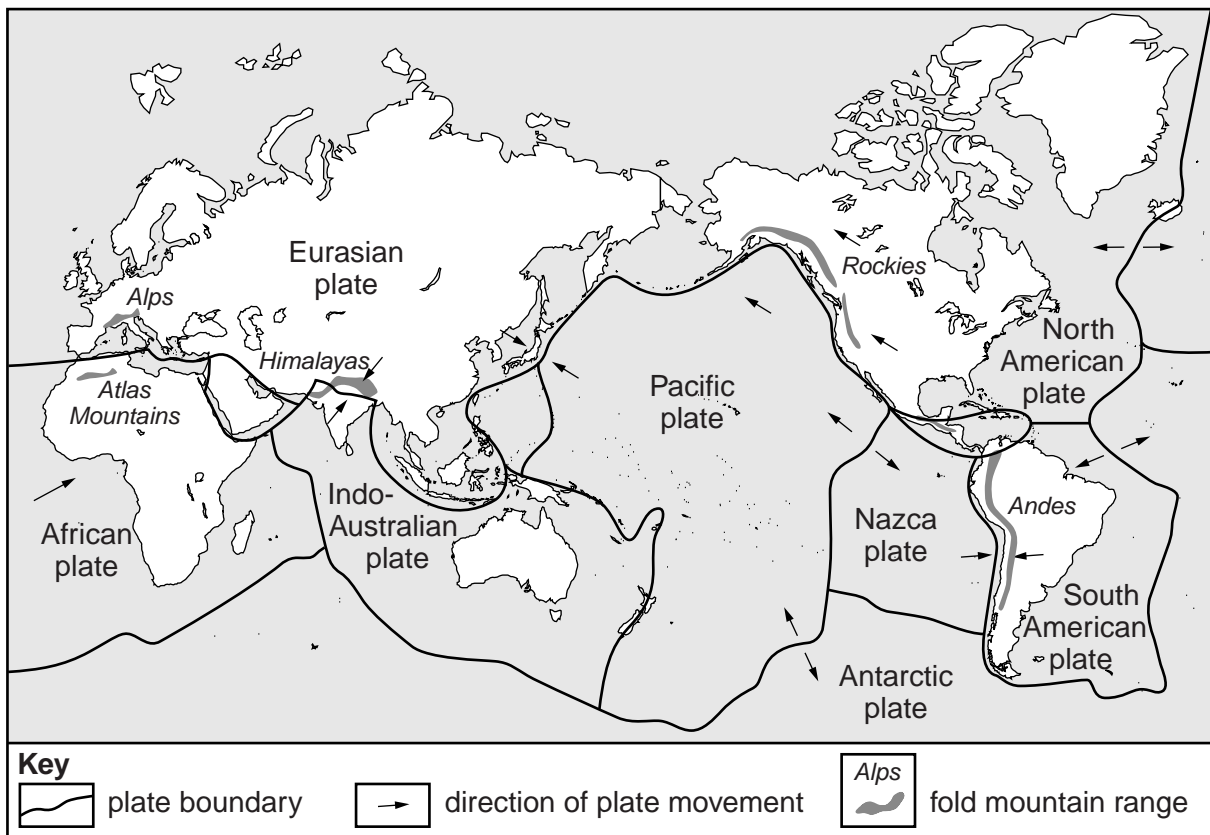 Eurasian
plate
Alps
Himalayas
Atlas
Mountains
African
plate
Indo-
Australian
plate
Pacific
plate
Rockies
North
American
plate
Nazca
plate
Andes
South
American
plate
Antarctic
plate
Key
plate boundary
direction of plate movement
Alps
fold mountain range